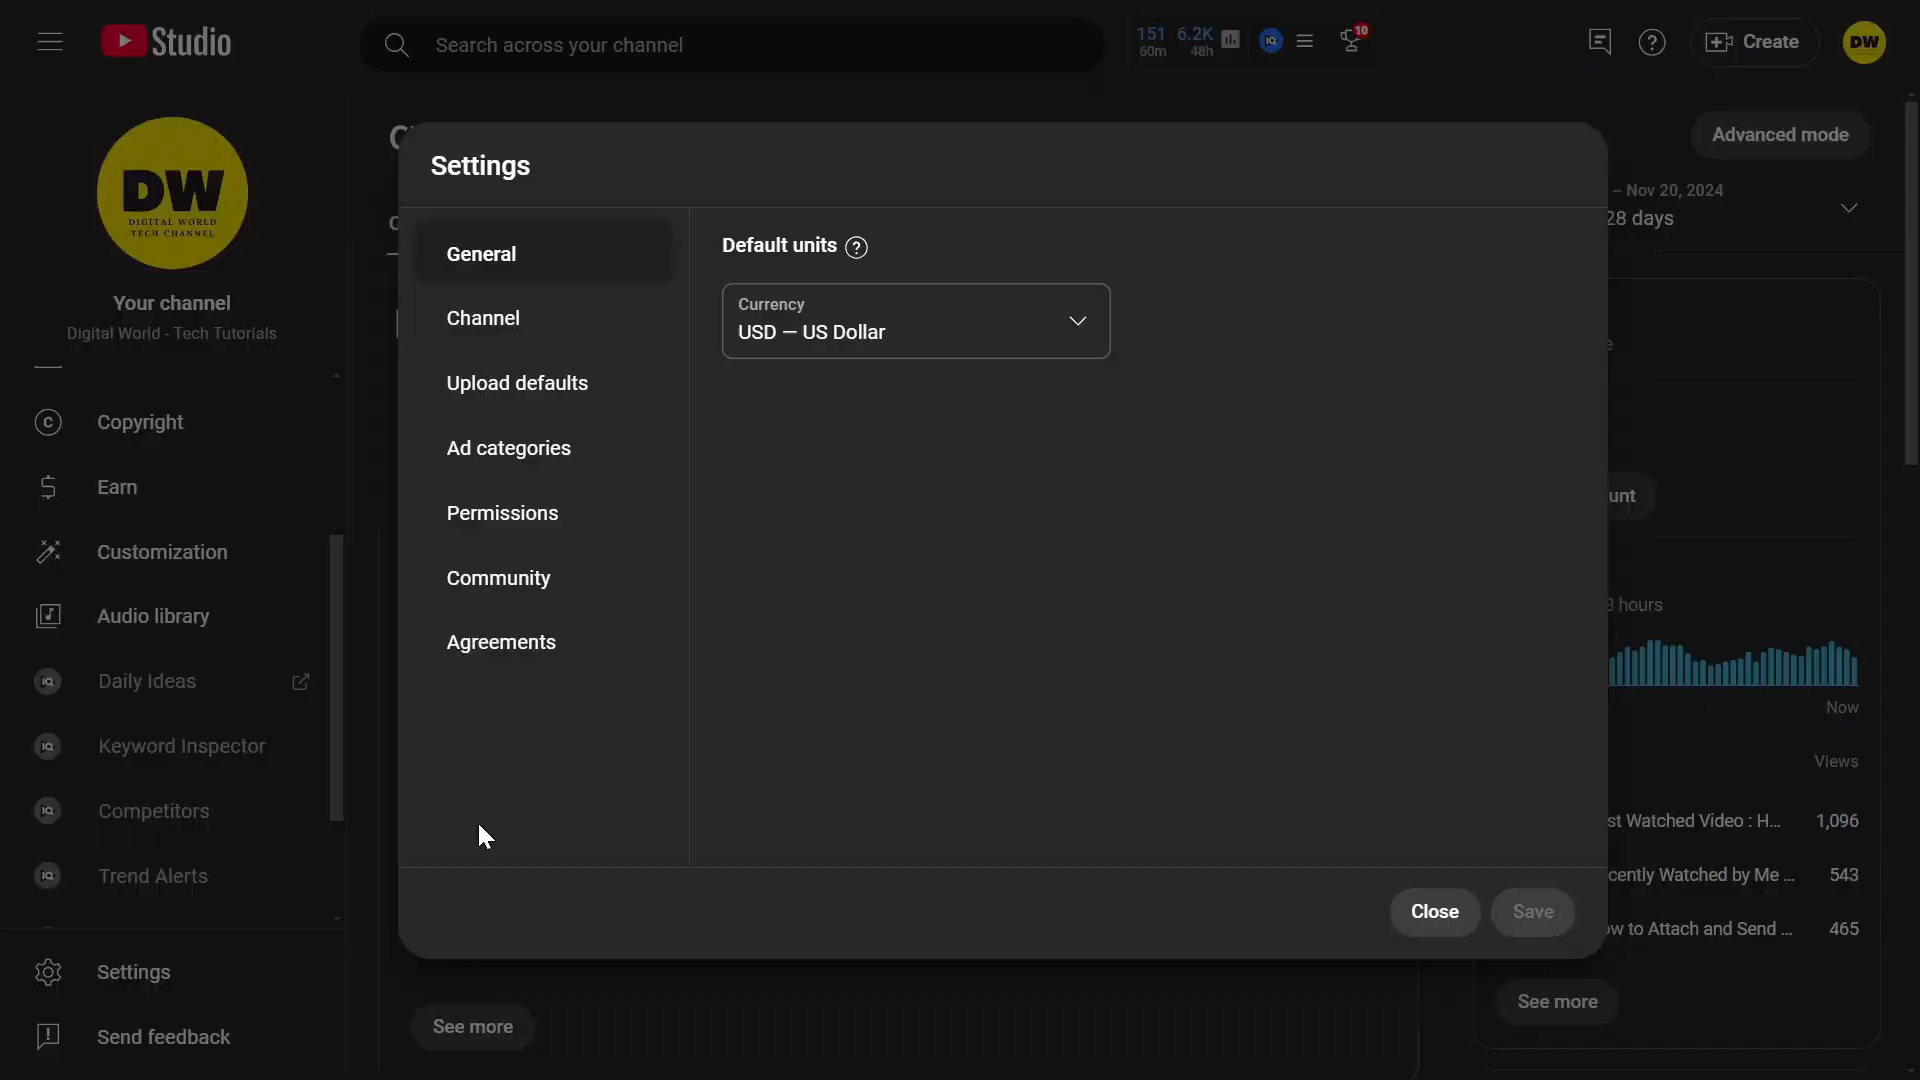 Studio
Search across your channel
151 6.2K
60m 48h
10
Create
DW
DW
DIGITAL WORLD
TECH CHANNEL
Your channel
Digital World - Tech Tutorials
Copyright
Earn
Customization
Audio library
Daily Ideas
Keyword Inspector
Competitors
Trend Alerts
Settings
Send feedback
Advanced mode
– Nov 20, 2024
28 days
Settings
General
Channel
Upload defaults
Ad categories
Permissions
Community
Agreements
Default units
Currency
USD — US Dollar
Close
Save
unt
hours
Now
Views
st Watched Video : H... 1,096
cently Watched by Me ... 543
ow to Attach and Send ... 465
See more
See more